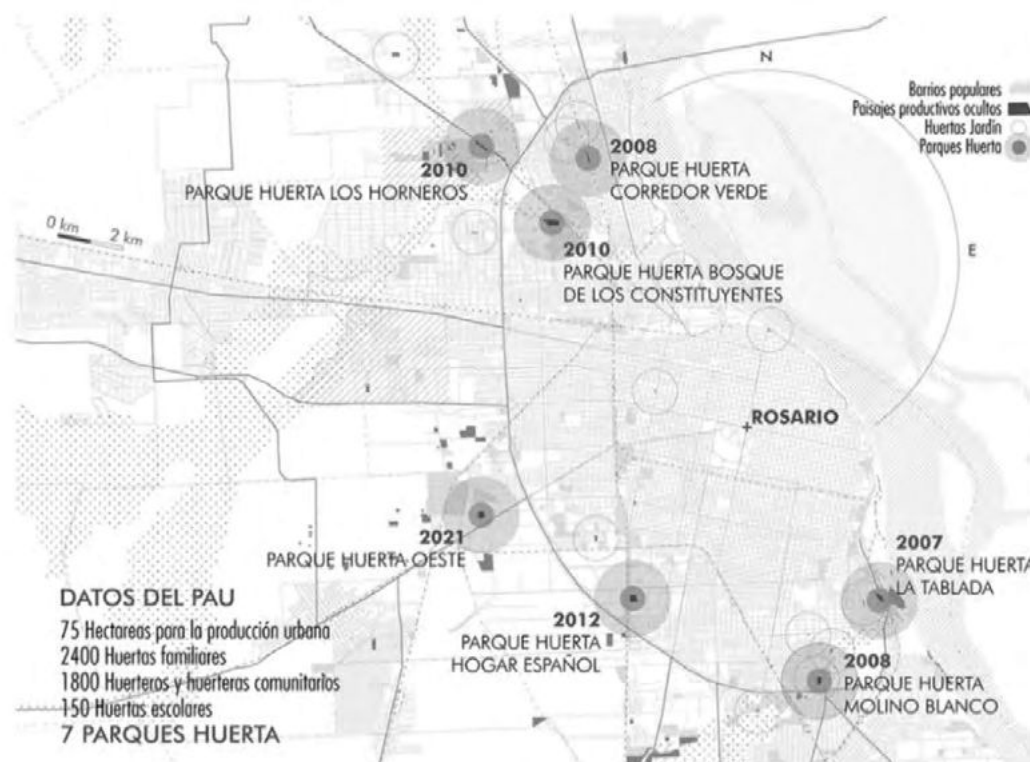 N
Barrios populares
Paisajes productivos ocultos
Huertas Jardín
Parques Huerta
2010
PARQUE HUERTA LOS HORNEROS
2008
PARQUE HUERTA
CORREDOR VERDE
0 km 2 km
2010
PARQUE HUERTA BOSQUE
DE LOS CONSTITUYENTES
E
ROSARIO
2021
PARQUE HUERTA OESTE
2007
PARQUE HUERTA
LA TABLADA
2012
PARQUE HUERTA
HOGAR ESPAÑOL
2008
PARQUE HUERTA
MOLINO BLANCO
DATOS DEL PAU
75 Hectareas para la producción urbana
2400 Huertas familiares
1800 Huerteros y huerteras comunitarios
150 Huertas escolares
7 PARQUES HUERTA